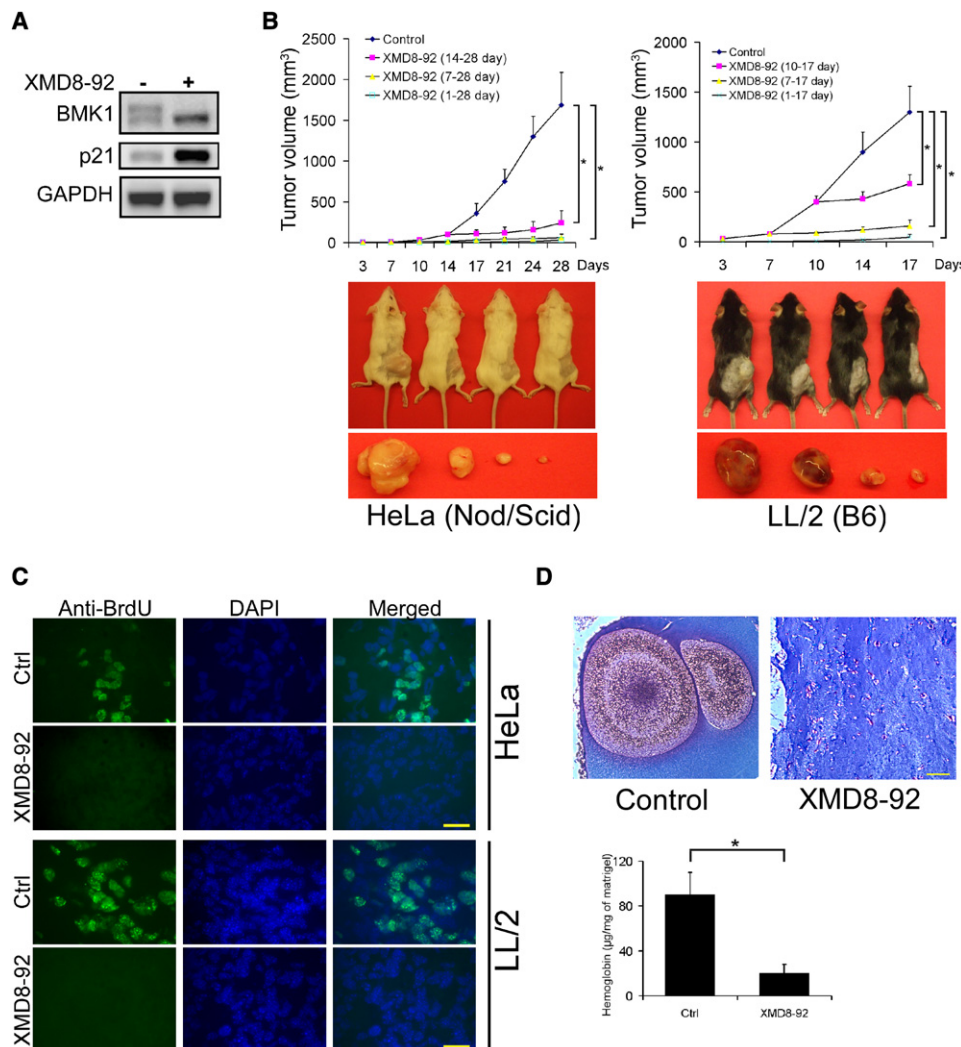 A
XMD8-92 - +
BMK1
p21
GAPDH
B
Tumor volume (mm³)
2500
2000
1500
1000
500
0
Control
XMD8-92 (14-28 day)
XMD8-92 (7-28 day)
XMD8-92 (1-28 day)
*
*
3 7 10 14 17 21 24 28 Days
HeLa (Nod/Scid)
Tumor volume (mm³)
2000
1500
1000
500
0
Control
XMD8-92 (10-17 day)
XMD8-92 (7-17 day)
XMD8-92 (1-17 day)
*
*
*
3 7 10 14 17 Days
LL/2 (B6)
C
Anti-BrdU DAPI Merged
Ctrl
XMD8-92
HeLa
Ctrl
XMD8-92
LL/2
D
Control XMD8-92
Hemoglobin (µg/mg of matrigel)
120
80
40
0
*
Ctrl XMD8-92